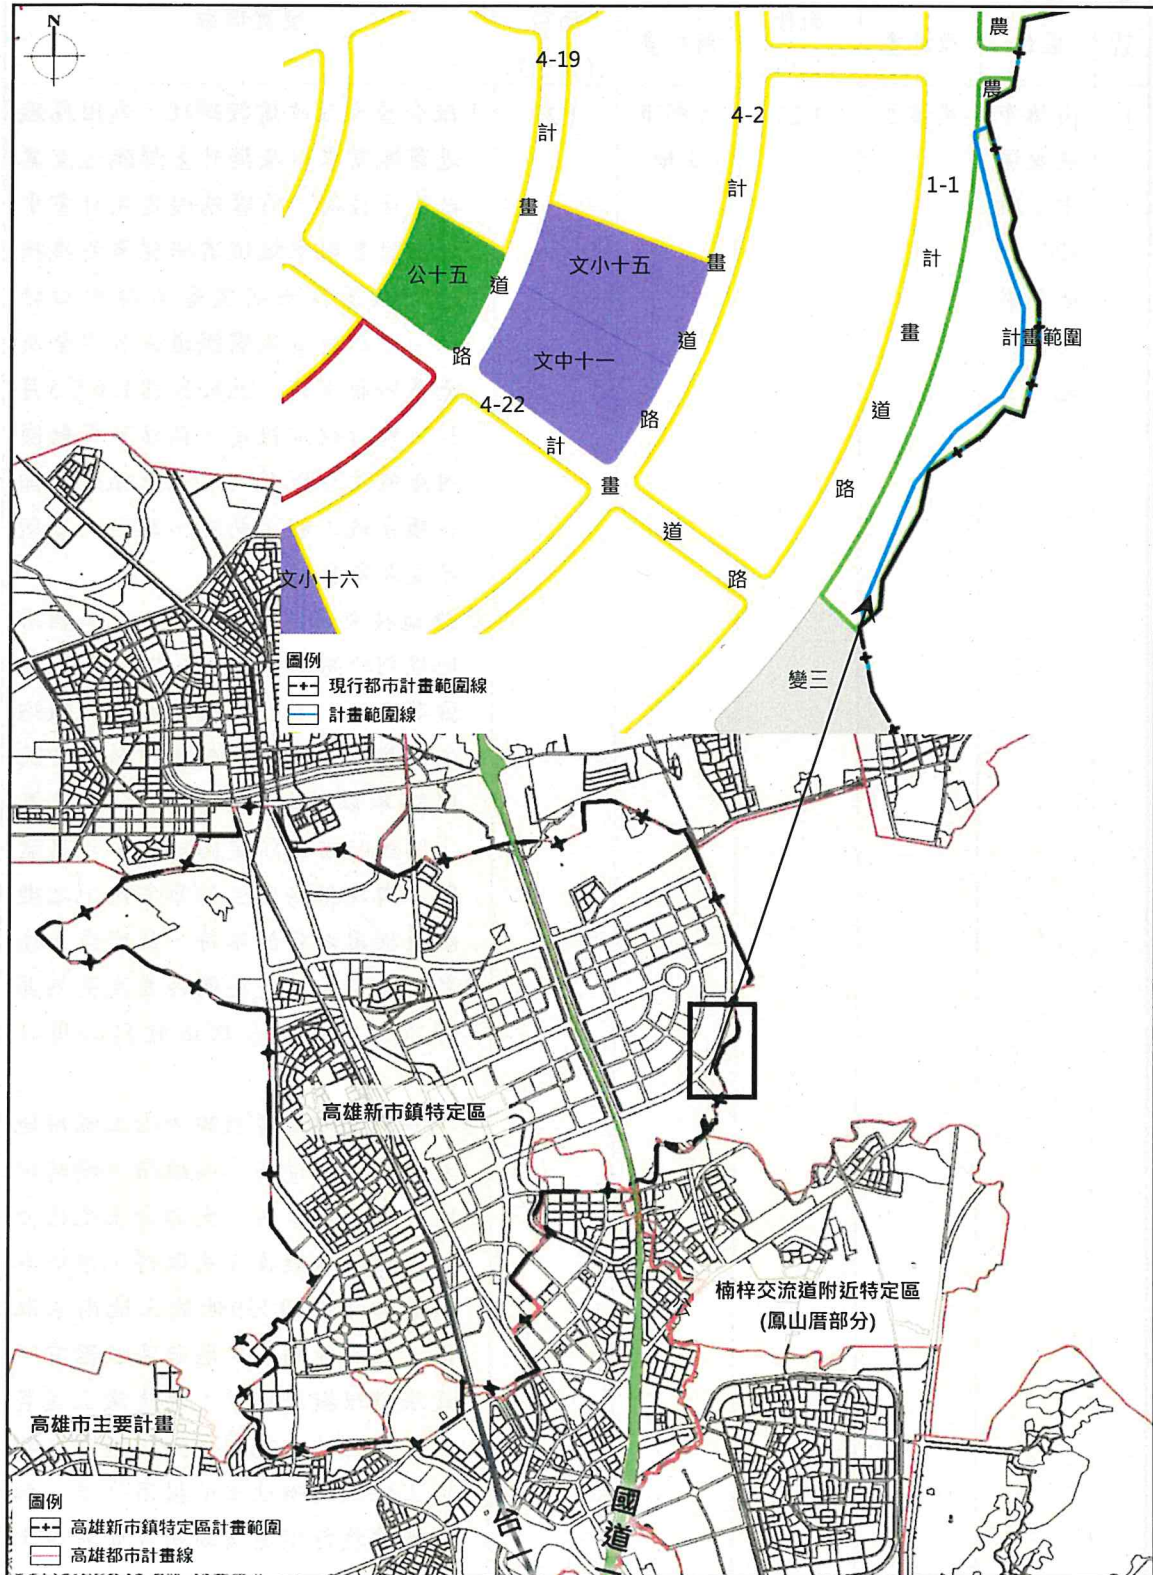 N
農
農
4-19
計
畫
道
路
4-2
計
畫
道
路
1-1
計
畫
道
路
公十五
文小十五
文中十一
計畫範圍
4-22
計
畫
道
路
文小十六
變三
圖例
現行都市計畫範圍線
計畫範圍線
高雄新市鎮特定區
楠梓交流道附近特定區
(鳳山厝部分)
高雄市主要計畫
國道一
台一
圖例
高雄新市鎮特定區計畫範圍
高雄都市計畫線